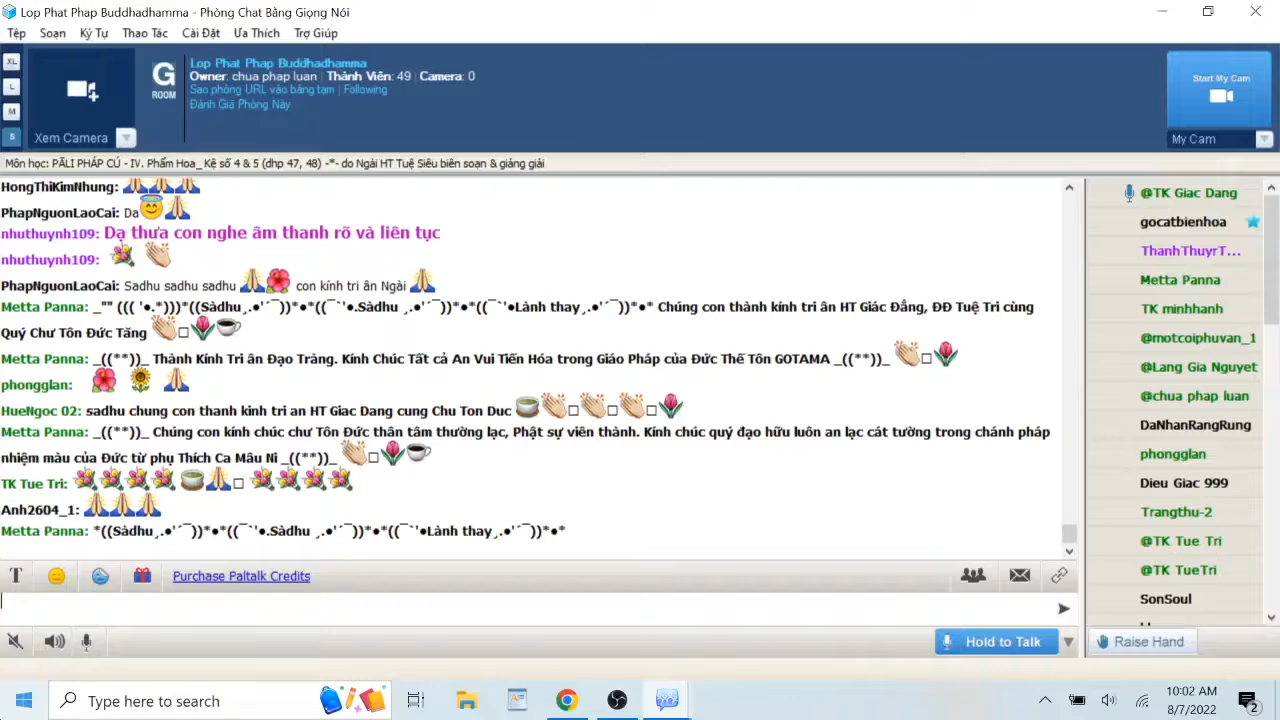 Lop Phat Phap Buddhadhamma - Phòng Chat Bằng Giọng Nói
Tệp Soạn Ký Tự Thao Tác Cài Đặt Ưa Thích Trợ Giúp
XL
L
M
S
Xem Camera
G
ROOM
Lop Phat Phap Buddhadhamma
Owner: chua phap luan | Thành Viên: 49 | Camera: 0
Sao phòng URL vào bảng tạm | Following
Đánh Giá Phòng Này
Start My Cam
My Cam
Môn học: PĀLI PHÁP CÚ - IV. Phẩm Hoa_ Kệ số 4 & 5 (dhp 47, 48) -*- do Ngài HT Tuệ Siêu biên soạn & giảng giải
HongThiKimNhung: 🙏🙏🙏
PhapNguonLaoCai: Da😇🙏
nhuthuynh109: Dạ thưa con nghe âm thanh rõ và liên tục
nhuthuynh109: 💐 👏
PhapNguonLaoCai: Sadhu sadhu sadhu 🙏🌺 con kính tri ân Ngài 🙏
Metta Panna: _"" ((( '•.*)))*((Sàdhu¸.•'´¯))*•*((¯`'•.Sàdhu ¸.•'´¯))*•*((¯`'•Lành thay¸.•'´¯))*•* Chúng con thành kính tri ân HT Giác Đẳng, ĐĐ Tuệ Tri cùng
Quý Chư Tôn Đức Tăng 👏□🌷☕
Metta Panna: _((**))_ Thành Kính Tri ân Đạo Tràng. Kính Chúc Tất cả An Vui Tiến Hóa trong Giáo Pháp của Đức Thế Tôn GOTAMA _((**))_ 👏□🌷
phongglan: 🌺 🌻 🙏
HueNgoc 02: sadhu chung con thanh kinh tri an HT Giac Dang cung Chu Ton Duc 🍵👏□👏□👏□🌷
Metta Panna: _((**))_ Chúng con kính chúc chư Tôn Đức thân tâm thường lạc, Phật sự viên thành. Kính chúc quý đạo hữu luôn an lạc cát tường trong chánh pháp
nhiệm màu của Đức từ phụ Thích Ca Mâu Ni _((**))_ 👏□🌷☕
TK Tue Tri: 💐💐💐💐🍵🙏□ 💐💐💐💐
Anh2604_1: 🙏🙏🙏
Metta Panna: *((Sàdhu¸.•'´¯))*•*((¯`'•.Sàdhu ¸.•'´¯))*•*((¯`'•Lành thay¸.•'´¯))*•*
@TK Giac Dang
gocatbienhoa
ThanhThuyrT...
Metta Panna
TK minhhanh
@motcoiphuvan_1
@Lang Gia Nguyet
@chua phap luan
DaNhanRangRung
phongglan
Dieu Giac 999
Trangthu-2
@TK Tue Tri
@TK TueTri
SonSoul
T
Purchase Paltalk Credits
Hold to Talk
Raise Hand
Type here to search
10:02 AM
8/7/2022
2